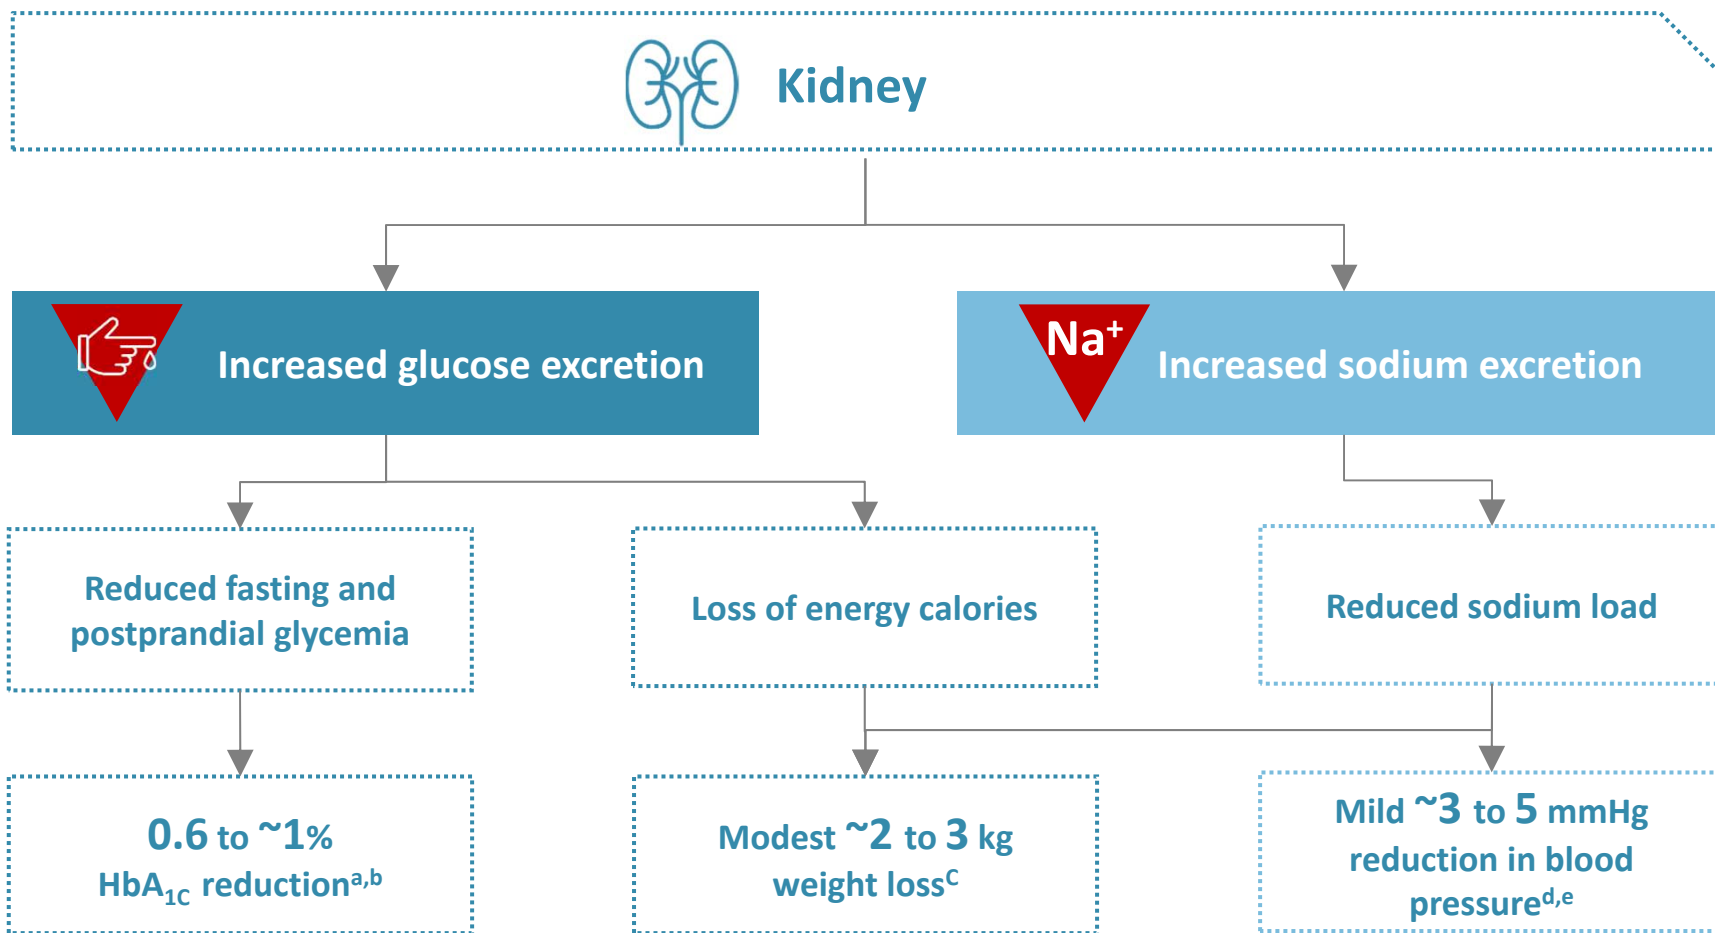 Kidney
Increased glucose excretion
Na⁺
Increased sodium excretion
Reduced fasting and
postprandial glycemia
Loss of energy calories
Reduced sodium load
0.6 to ~1%
HbA₁C reductionᵃ,ᵇ
Modest ~2 to 3 kg
weight lossC
Mild ~3 to 5 mmHg
reduction in blood
pressureᵈ,ᵉ